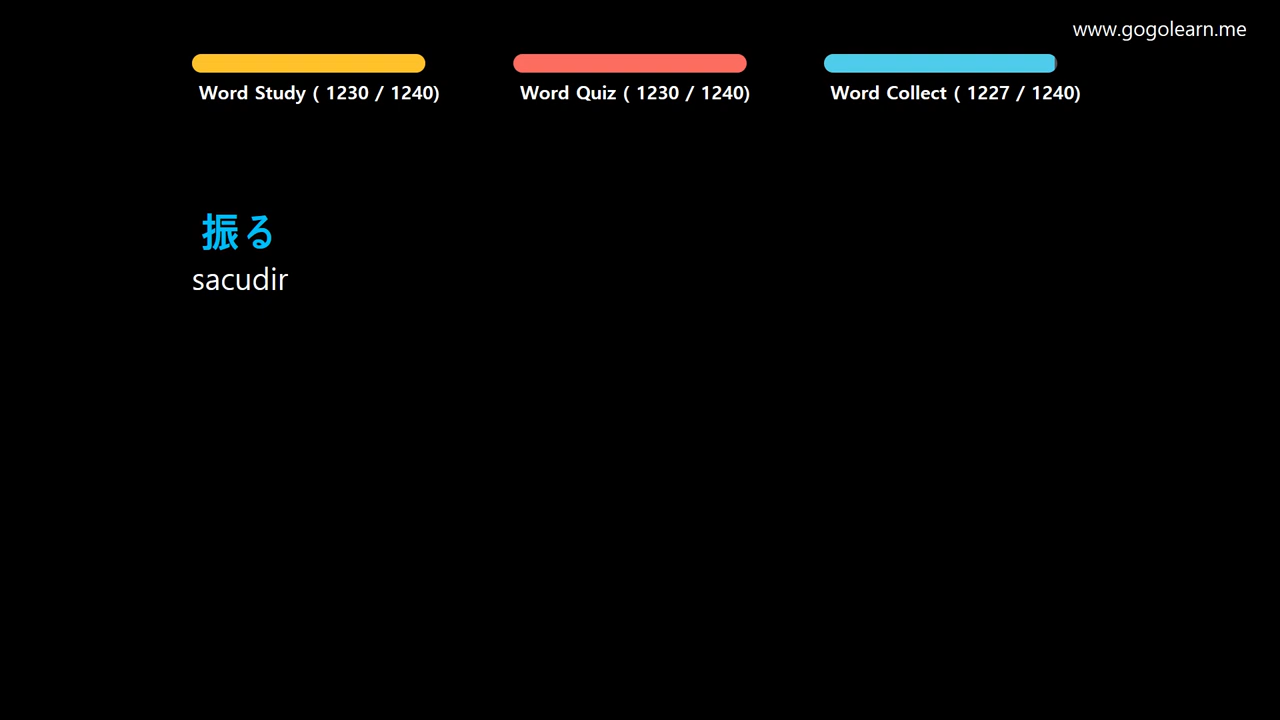 www.gogolearn.me
Word Study ( 1230 / 1240)
Word Quiz ( 1230 / 1240)
Word Collect ( 1227 / 1240)
振る
sacudir